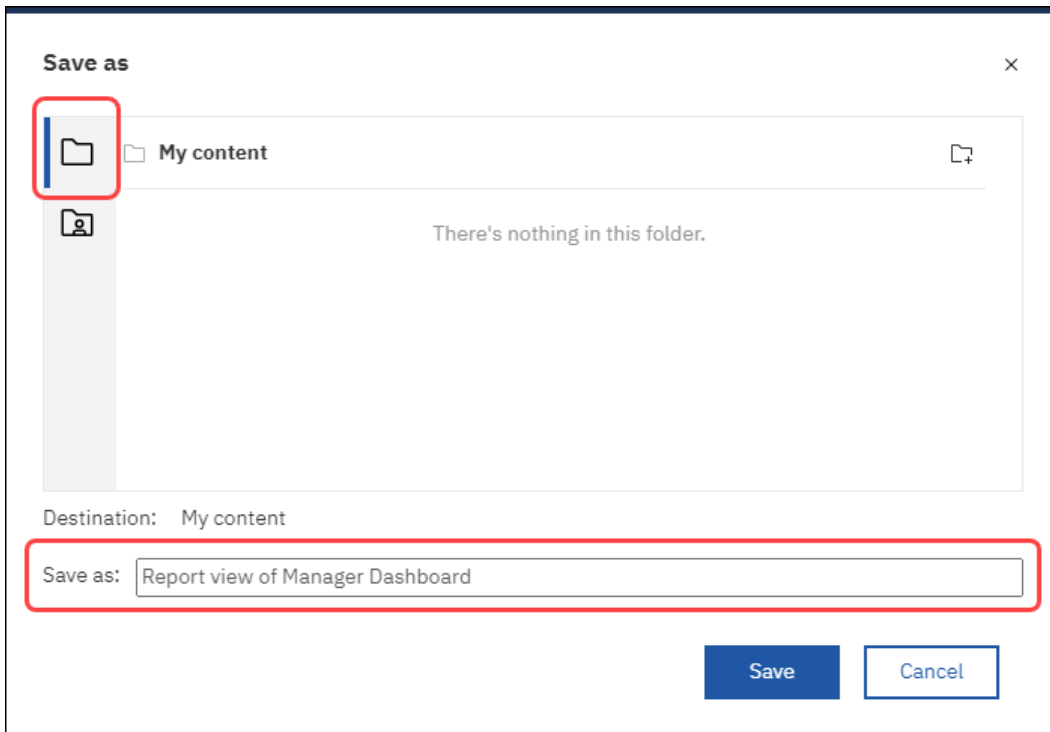 Save as
My content
There's nothing in this folder.
Destination: My content
Save as: Report view of Manager Dashboard
Save Cancel